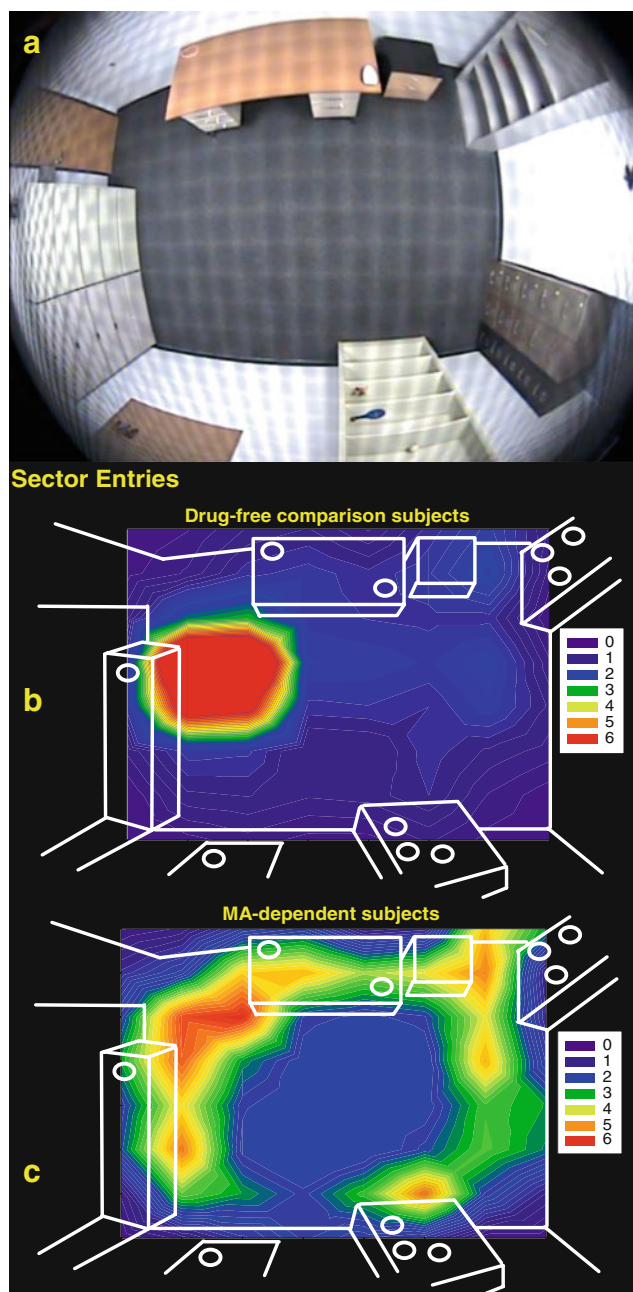 a
Sector Entries
Drug-free comparison subjects
0
1
2
3
4
5
6
b
MA-dependent subjects
0
1
2
3
4
5
6
c